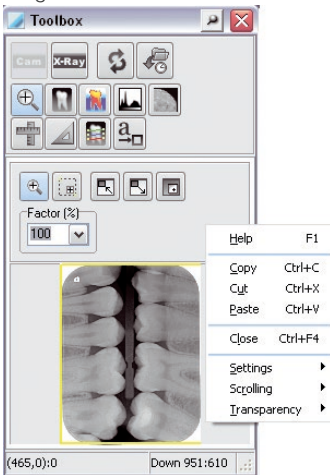 Toolbox
Cam X-Ray
a
Factor (%)
100
a
Help F1
Copy Ctrl+C
Cut Ctrl+X
Paste Ctrl+V
Close Ctrl+F4
Settings
Scrolling
Transparency
(465,0):0 Down 951:610